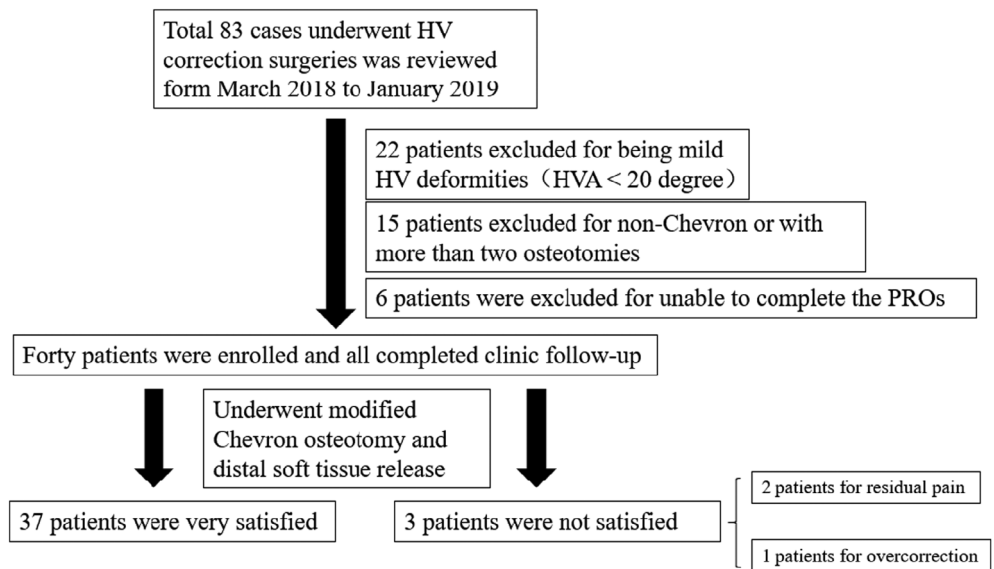 Total 83 cases underwent HV
correction surgeries was reviewed
form March 2018 to January 2019
22 patients excluded for being mild
HV deformities（HVA < 20 degree）
15 patients excluded for non-Chevron or with
more than two osteotomies
6 patients were excluded for unable to complete the PROs
Forty patients were enrolled and all completed clinic follow-up
Underwent modified
Chevron osteotomy and
distal soft tissue release
37 patients were very satisfied
3 patients were not satisfied
2 patients for residual pain
1 patients for overcorrection